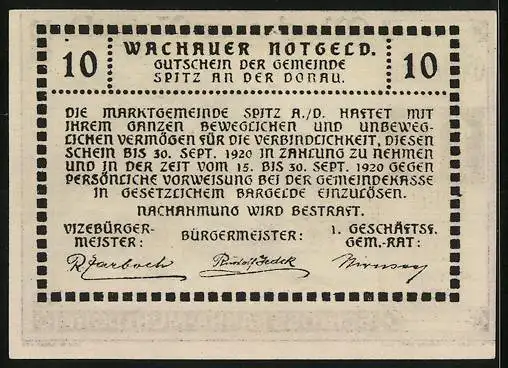 10 WACHAUER NOTGELD. 10
GUTSCHEIN DER GEMEINDE
SPITZ AN DER DONAU.
DIE MARKTGEMEINDE SPITZ A./D. HAFTET MIT
IHREM GANZEN BEWEGLICHEN UND UNBEWEG-
LICHEN VERMÖGEN FÜR DIE VERBINDLICHKEIT, DIESEN
SCHEIN BIS 30. SEPT. 1920 IN ZAHLUNG ZU NEHMEN
UND IN DER ZEIT VOM 15. BIS 30. SEPT. 1920 GEGEN
PERSÖNLICHE VORWEISUNG BEI DER GEMEINDEKASSE
IN GESETZLICHEM BARGELDE EINZULÖSEN.
NACHAHMUNG WIRD BESTRAFT.
VIZEBÜRGER-
MEISTER:
BÜRGERMEISTER:
1. GESCHÄFTSF.
GEM.-RAT: